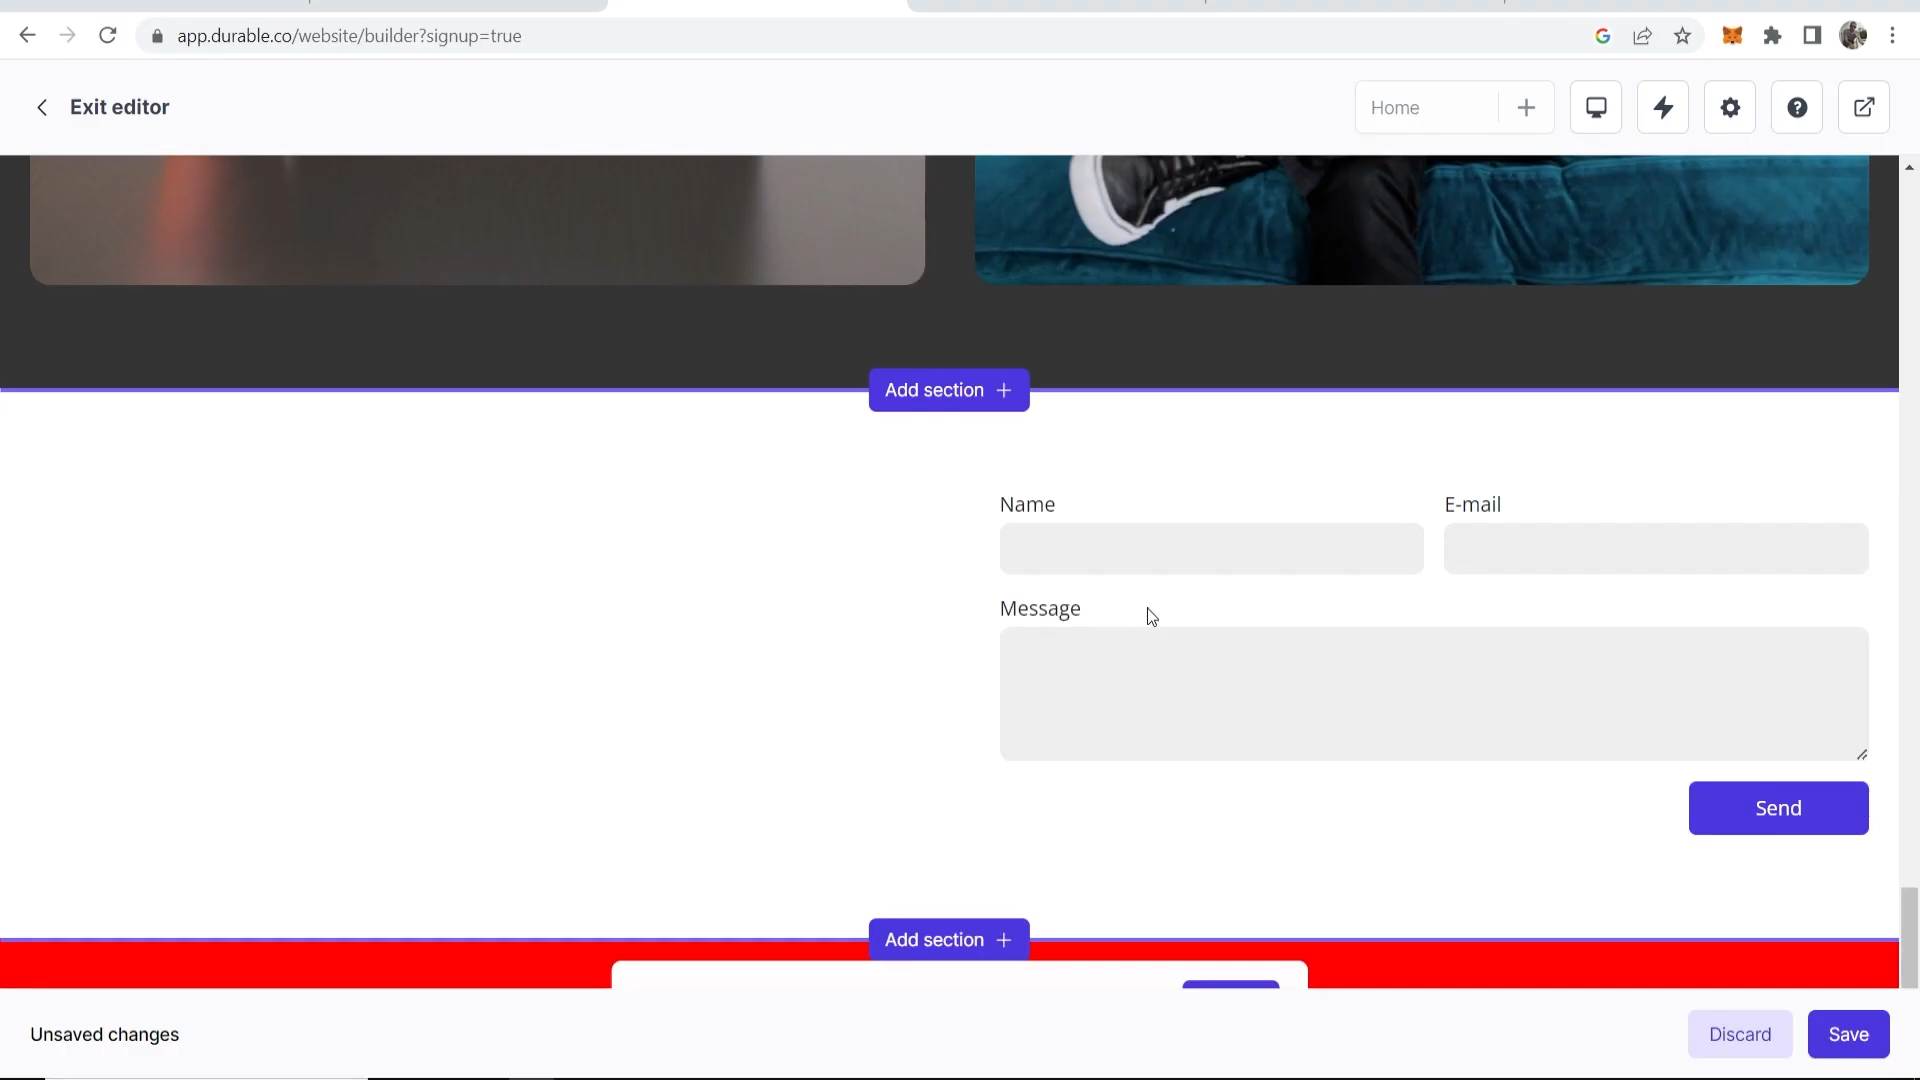 app.durable.co/website/builder?signup=true
Exit editor
Home
Add section
Name
E-mail
Message
Send
Add section
Unsaved changes
Discard
Save